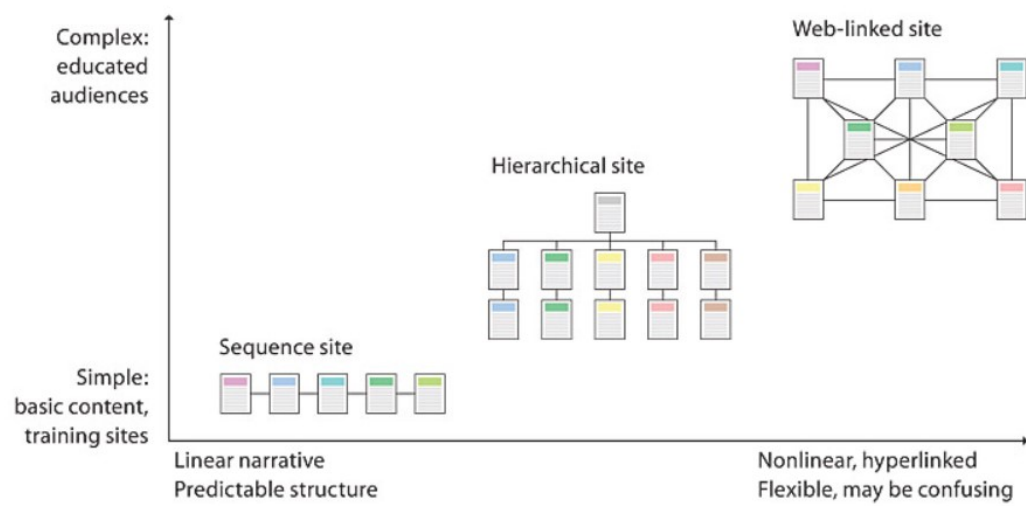 Complex:
educated
audiences
Web-linked site
Hierarchical site
Sequence site
Simple:
basic content,
training sites
Linear narrative
Predictable structure
Nonlinear, hyperlinked
Flexible, may be confusing